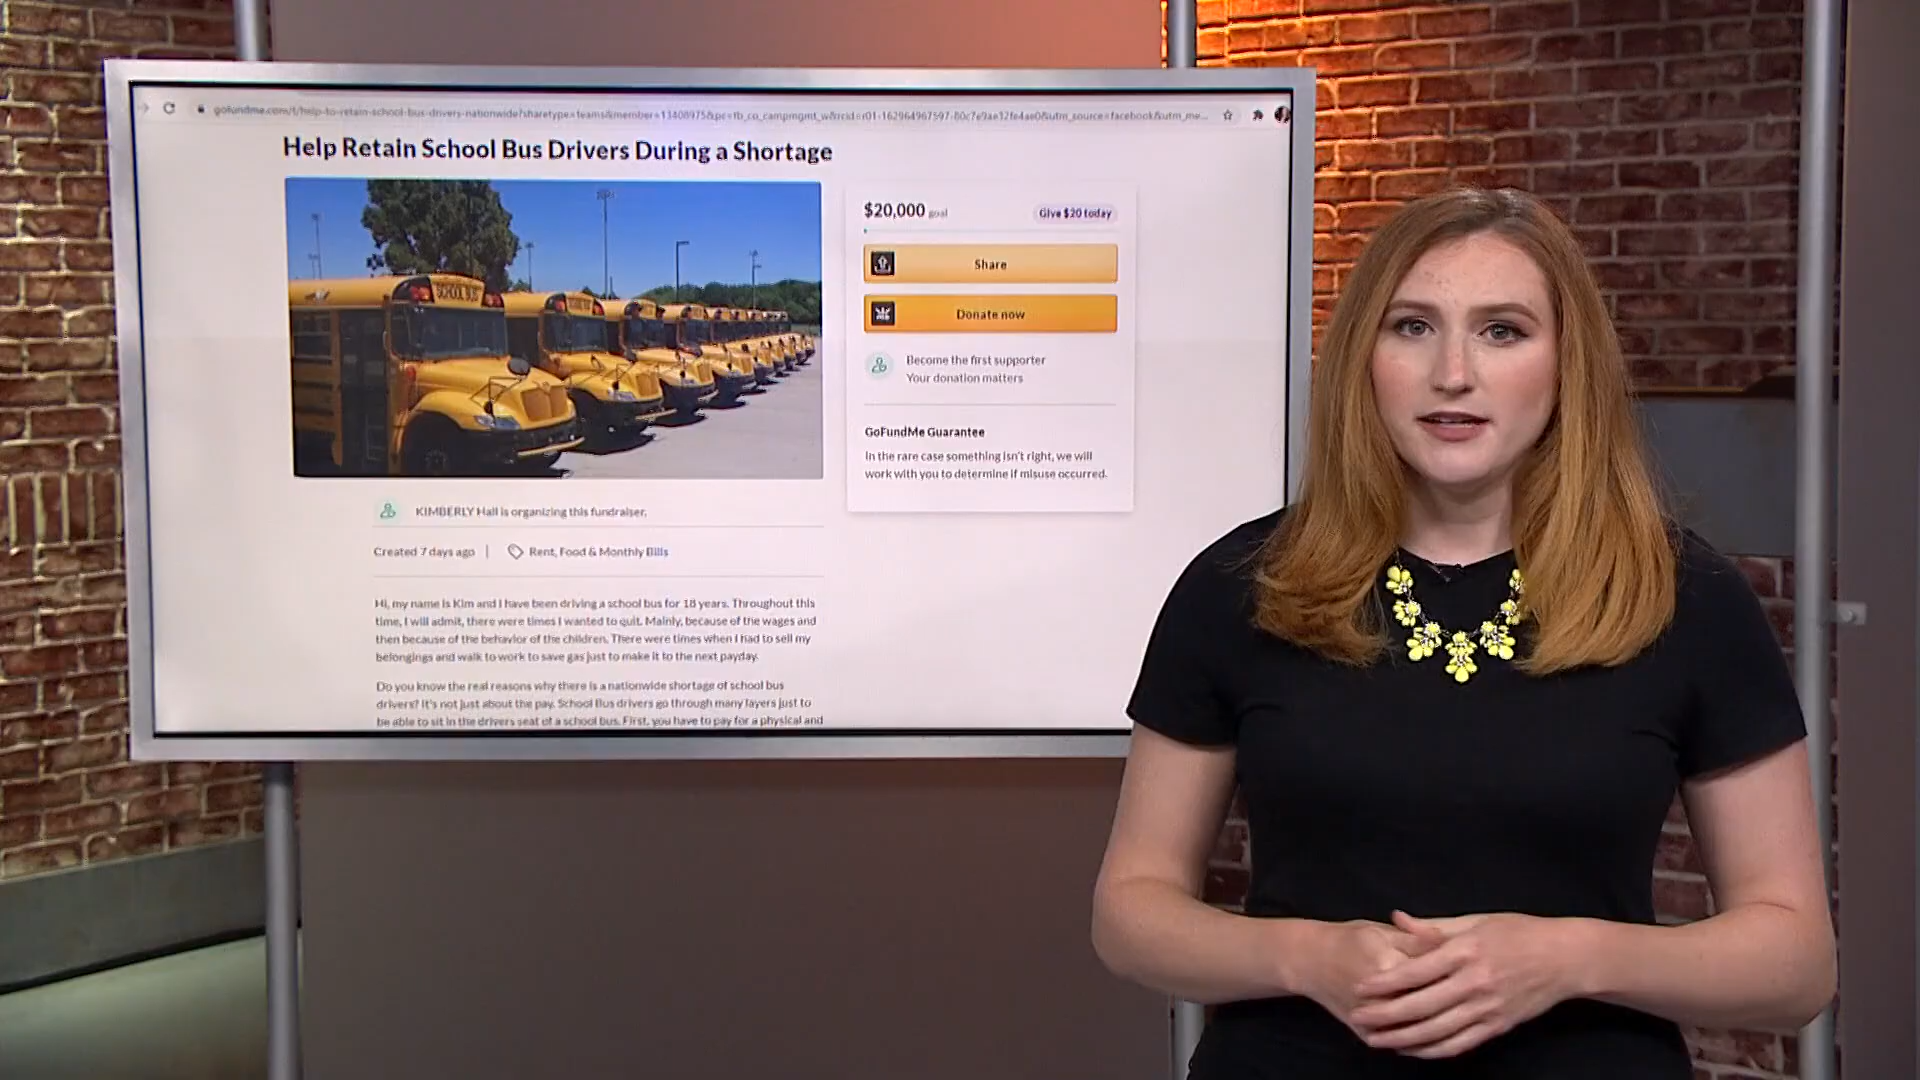 Help Retain School Bus Drivers During a Shortage
SCHOOL BUS
$20,000 goal
Give $20 today
Share
Donate now
Become the first supporter
Your donation matters
GoFundMe Guarantee
In the rare case something isn't right, we will
work with you to determine if misuse occurred.
KIMBERLY Hall is organizing this fundraiser.
Created 7 days ago | Rent, Food & Monthly Bills
Hi, my name is Kim and I have been driving a school bus for 18 years. Throughout this
time, I will admit, there were times I wanted to quit. Mainly, because of the wages and
then because of the behavior of the children. There were times when I had to sell my
belongings and walk to work to save gas just to make it to the next payday.
Do you know the real reasons why there is a nationwide shortage of school bus
drivers? It's not just about the pay. School Bus drivers go through many layers just to
be able to sit in the drivers seat of a school bus. First, you have to pay for a physical and